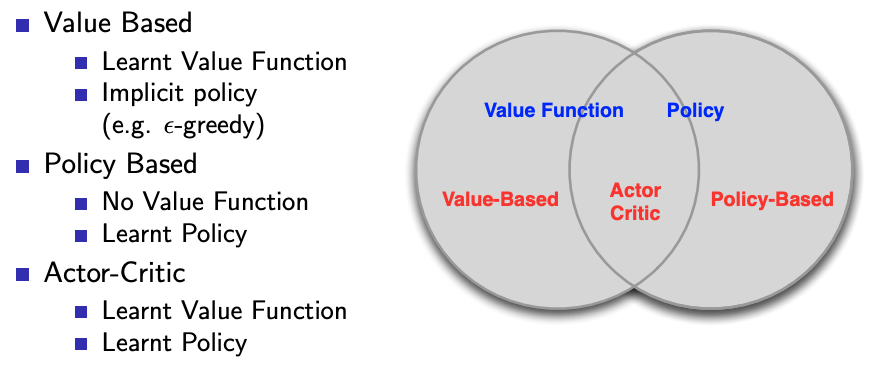 Value Based
Learnt Value Function
Implicit policy
(e.g. ϵ-greedy)
Policy Based
No Value Function
Learnt Policy
Actor-Critic
Learnt Value Function
Learnt Policy
Value Function
Policy
Value-Based
Actor
Critic
Policy-Based